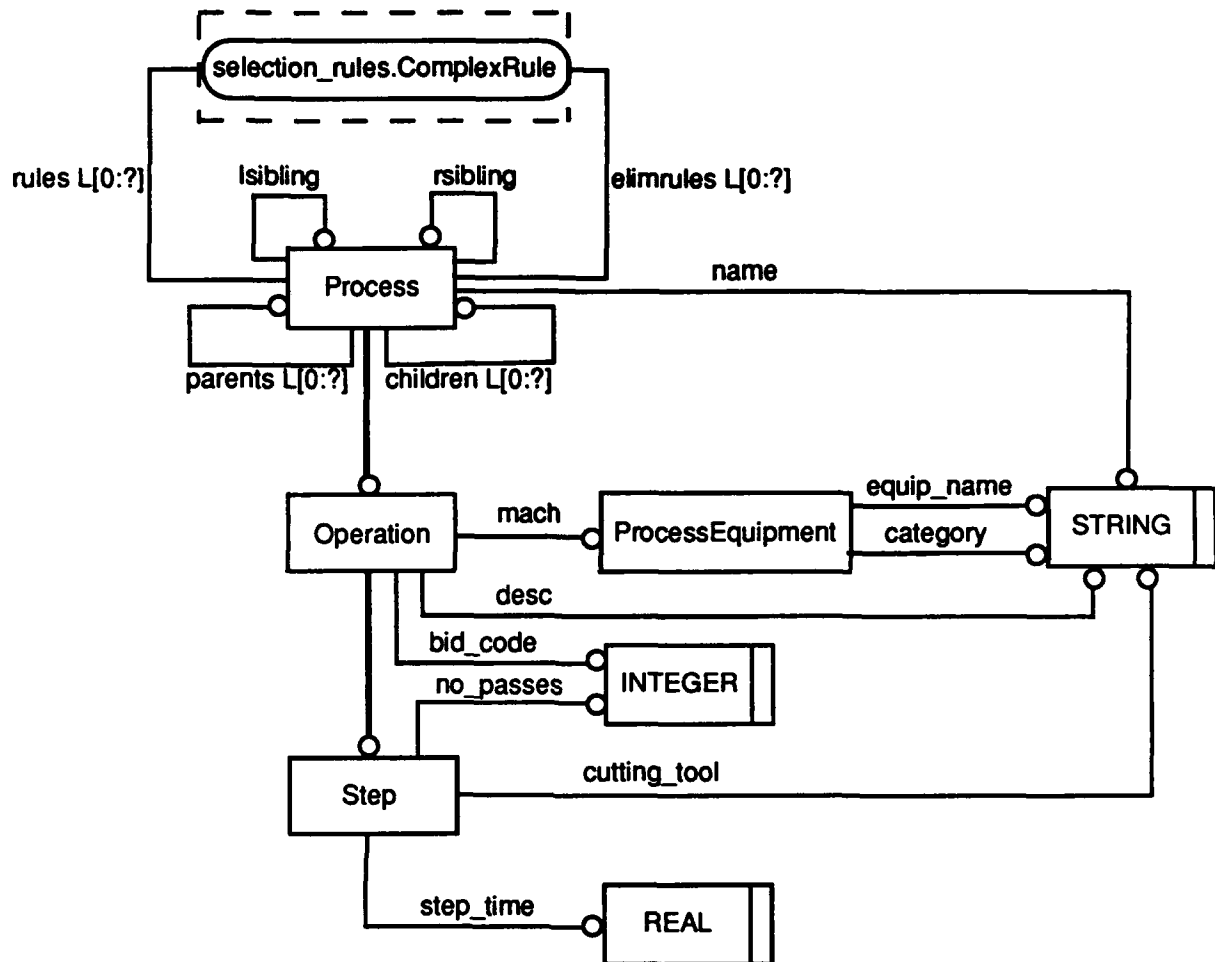 selection_rules.ComplexRule
rules L[0:?]
lsibling
rsibling
elimrules L[0:?]
name
Process
parents L[0:?]
children L[0:?]
equip_name
mach
Operation
ProcessEquipment
STRING
category
desc
bid_code
INTEGER
no_passes
cutting_tool
Step
step_time
REAL